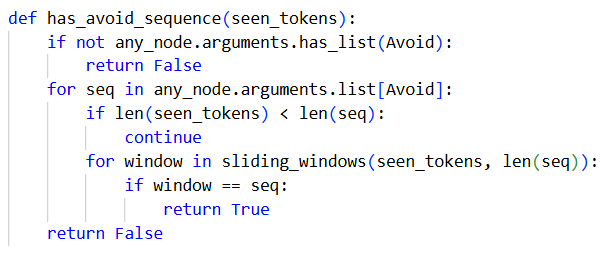 def has_avoid_sequence(seen_tokens):
    if not any_node.arguments.has_list(Avoid):
        return False
    for seq in any_node.arguments.list[Avoid]:
        if len(seen_tokens) < len(seq):
            continue
        for window in sliding_windows(seen_tokens, len(seq)):
            if window == seq:
                return True
    return False